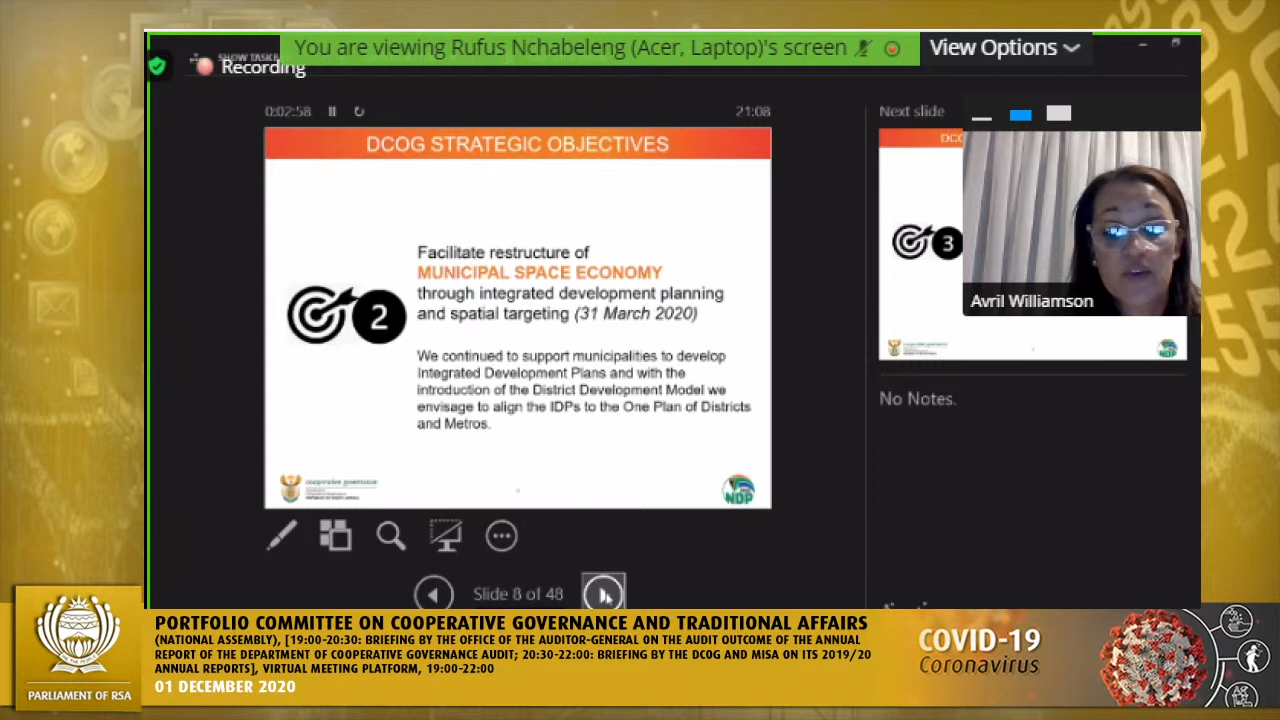 You are viewing Rufus Nchabeleng (Acer, Laptop)'s screen
View Options
Recording
0:02:58
21:08
Next slide
DCOG STRATEGIC OBJECTIVES
DCO
Facilitate restructure of
MUNICIPAL SPACE ECONOMY
through integrated development planning
and spatial targeting (31 March 2020)
2
3
We continued to support municipalities to develop
Integrated Development Plans and with the
introduction of the District Development Model we
envisage to align the IDPs to the One Plan of Districts
and Metros.
Avril Williamson
No Notes.
cooperative governance
NDP
Slide 8 of 48
PORTFOLIO COMMITTEE ON COOPERATIVE GOVERNANCE AND TRADITIONAL AFFAIRS
(NATIONAL ASSEMBLY), [19:00-20:30: BRIEFING BY THE OFFICE OF THE AUDITOR-GENERAL ON THE AUDIT OUTCOME OF THE ANNUAL
REPORT OF THE DEPARTMENT OF COOPERATIVE GOVERNANCE AUDIT; 20:30-22:00: BRIEFING BY THE DCOG AND MISA ON ITS 2019/20
ANNUAL REPORTS], VIRTUAL MEETING PLATFORM, 19:00-22:00
01 DECEMBER 2020
PARLIAMENT OF RSA
COVID-19
Coronavirus